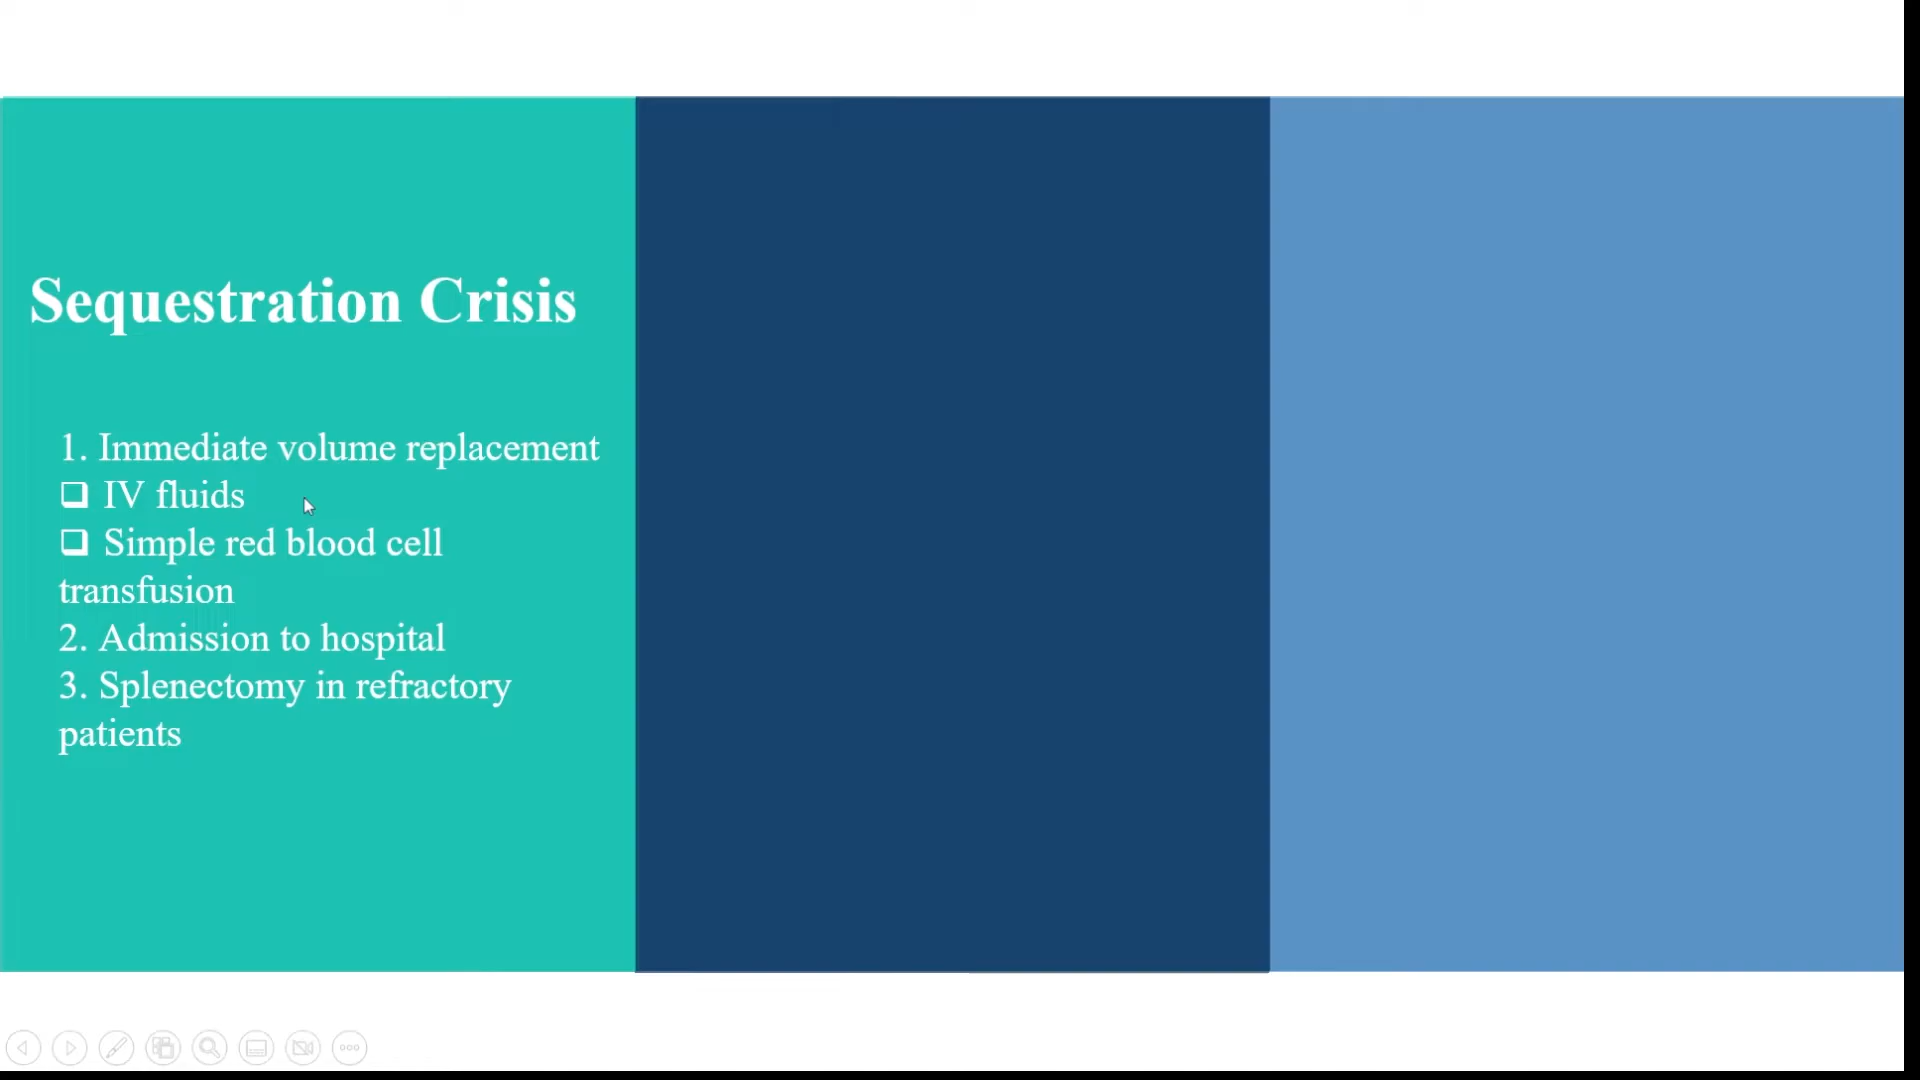 Sequestration Crisis
1. Immediate volume replacement
❑ IV fluids
❑ Simple red blood cell
transfusion
2. Admission to hospital
3. Splenectomy in refractory
patients